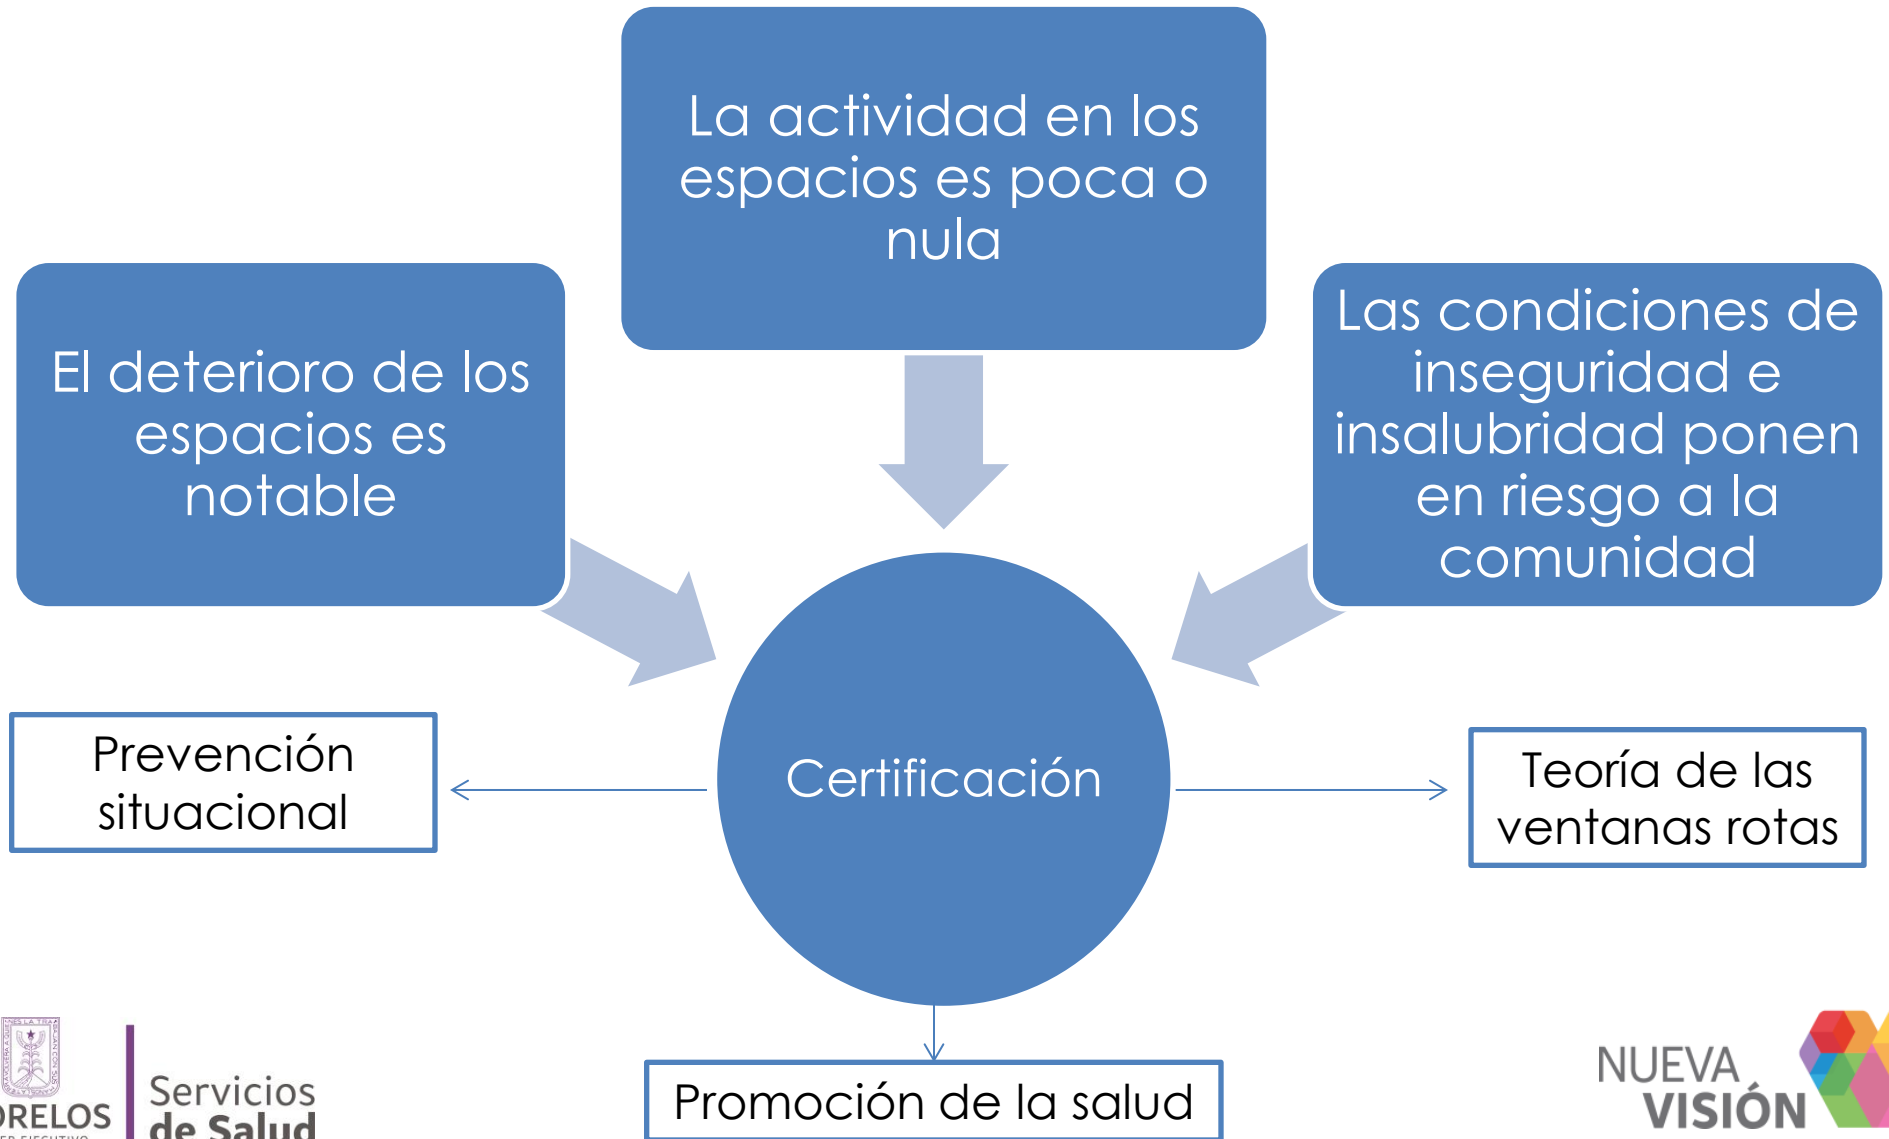 La actividad en los
espacios es poca o
nula
El deterioro de los
espacios es
notable
Las condiciones de
inseguridad e
insalubridad ponen
en riesgo a la
comunidad
Certificación
Prevención
situacional
Teoría de las
ventanas rotas
Promoción de la salud
Servicios
de Salud
NUEVA
VISIÓN